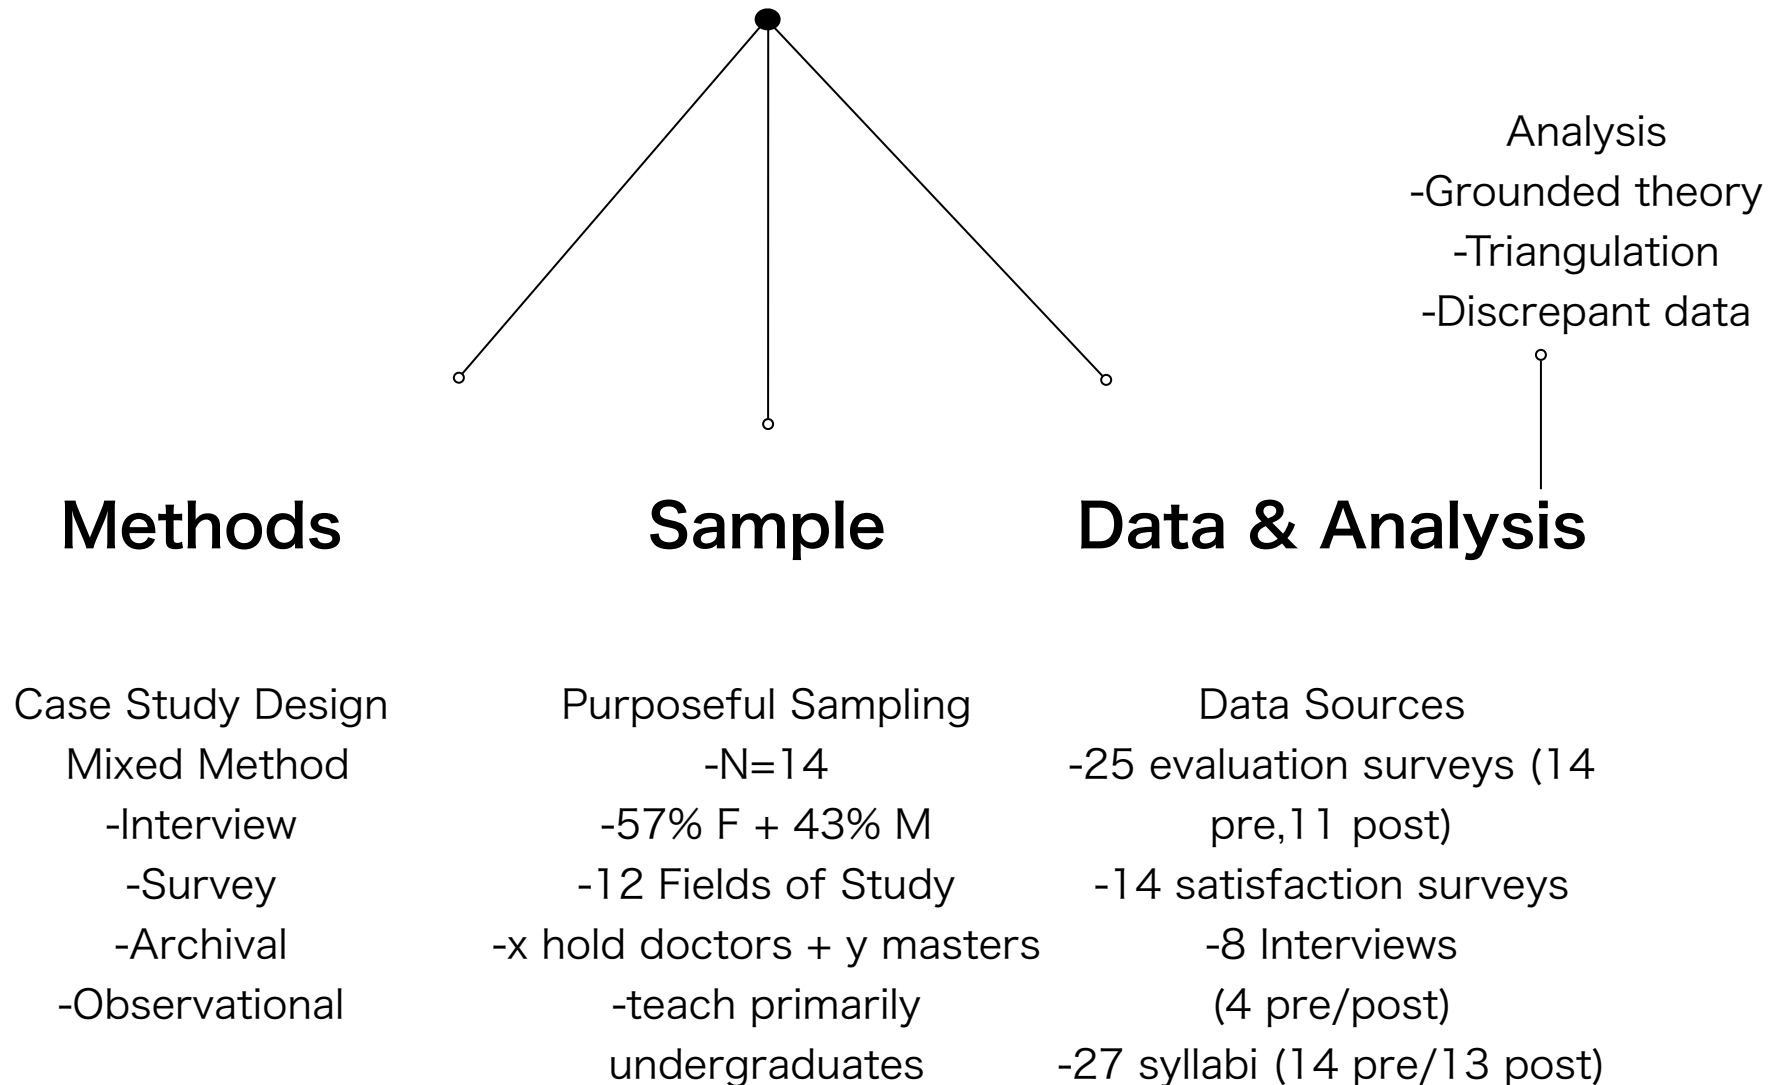 Analysis
-Grounded theory
-Triangulation
-Discrepant data
Methods
Case Study Design
Mixed Method
-Interview
-Survey
-Archival
-Observational
Sample
Purposeful Sampling
-N=14
-57% F + 43% M
-12 Fields of Study
-x hold doctors + y masters
-teach primarily
undergraduates
Data & Analysis
Data Sources
-25 evaluation surveys (14
pre,11 post)
-14 satisfaction surveys
-8 Interviews
(4 pre/post)
-27 syllabi (14 pre/13 post)